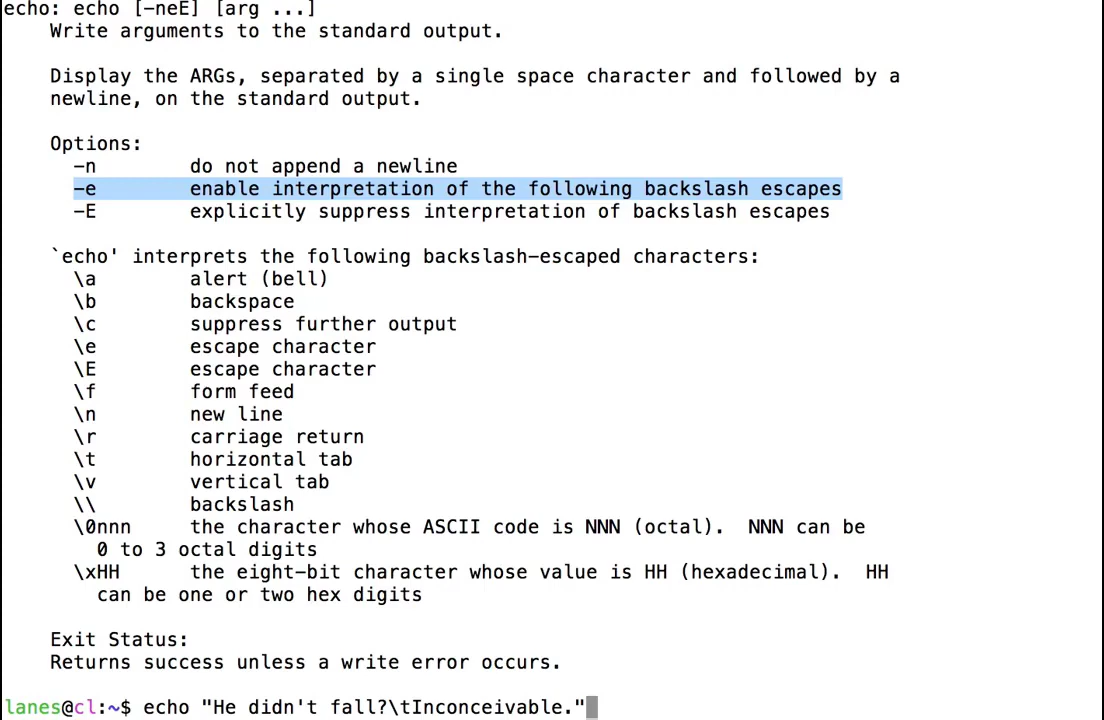 echo: echo [-neE] [arg ...]
Write arguments to the standard output.
Display the ARGs, separated by a single space character and followed by a
newline, on the standard output.
Options:
-n do not append a newline
-e enable interpretation of the following backslash escapes
-E explicitly suppress interpretation of backslash escapes
`echo' interprets the following backslash-escaped characters:
\a alert (bell)
\b backspace
\c suppress further output
\e escape character
\E escape character
\f form feed
\n new line
\r carriage return
\t horizontal tab
\v vertical tab
\\ backslash
\0nnn the character whose ASCII code is NNN (octal). NNN can be
0 to 3 octal digits
\xHH the eight-bit character whose value is HH (hexadecimal). HH
can be one or two hex digits
Exit Status:
Returns success unless a write error occurs.
lanes@cl:~$ echo "He didn't fall?\tInconceivable."